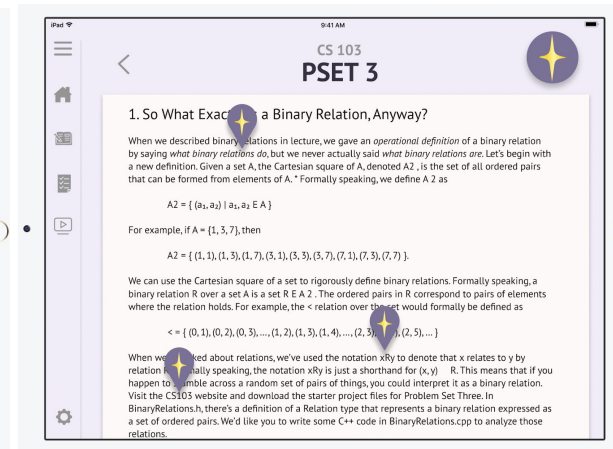 iPad
9:41 AM
CS 103
PSET 3
1. So What a Binary Relation, Anyway?
When we described binary relations in lecture, we gave an operational definition of a binary relation
by saying what binary relations do, but we never actually said what binary relations are. Let's begin with
a new definition. Given a set A, the Cartesian square of A, denoted A2 , is the set of all ordered pairs
that can be formed from elements of A. * Formally speaking, we define A 2 as
A2 = { (a₁, a₂) | a₁, a₂ E A }
For example, if A = {1, 3, 7}, then
A2 = { (1, 1), (1, 3), (1, 7), (3, 1), (3, 3), (3, 7), (7, 1), (7, 3), (7, 7) }.
We can use the Cartesian square of a set to rigorously define binary relations. Formally speaking, a
binary relation R over a set A is a set R E A 2 . The ordered pairs in R correspond to pairs of elements
where the relation holds. For example, the < relation over the set would formally be defined as
< = { (0, 1), (0, 2), (0, 3), ..., (1, 2), (1, 3), (1, 4), ..., (2, 3), (2, 5), ... }
When we about relations, we've used the notation xRy to denote that x relates to y by
relation speaking, the notation xRy is just a shorthand for (x, y) R. This means that if you
happen to across a random set of pairs of things, you could interpret it as a binary relation.
Visit the CS103 website and download the starter project files for Problem Set Three. In
BinaryRelations.h, there's a definition of a Relation type that represents a binary relation expressed as
a set of ordered pairs. We'd like you to write some C++ code in BinaryRelations.cpp to analyze those
relations.